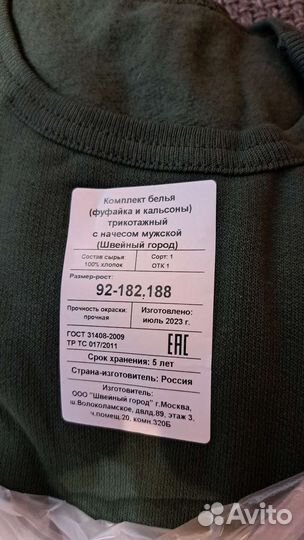 Комплект белья
(фуфайка и кальсоны)
трикотажный
с начесом мужской
(Швейный город)
Состав сырья
100% хлопок
Сорт: 1
ОТК 1
Размер-рост:
92-182,188
Прочность окраски:
прочная
Изготовлено:
июль 2023 г.
ГОСТ 31408-2009
ТР ТС 017/2011
ЕАС
Срок хранения: 5 лет
Страна-изготовитель: Россия
Изготовитель:
ООО "Швейный город" г.Москва,
ш.Волоколамское, двлд.89, этаж 3,
ч.помещ.20, комн.320Б
Avito